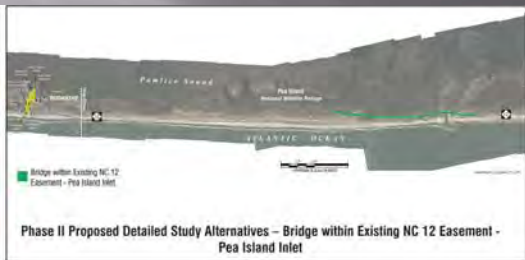 Pamlico Sound
Pea Island
National Wildlife Refuge
RODANTHE
ATLANTIC OCEAN
Bridge within Existing NC 12
Easement - Pea Island Inlet
Phase II Proposed Detailed Study Alternatives – Bridge within Existing NC 12 Easement -
Pea Island Inlet